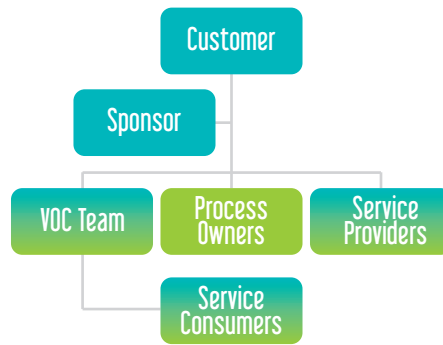 Customer
Sponsor
VOC Team
Process
Owners
Service
Providers
Service
Consumers